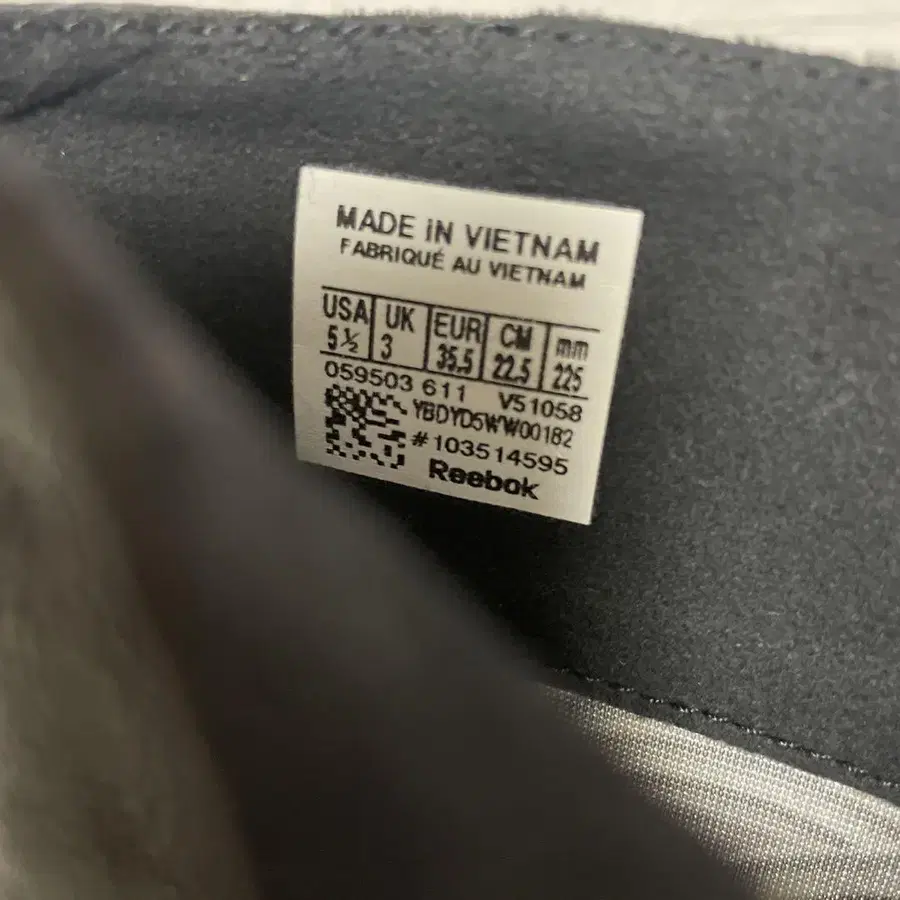 MADE IN VIETNAM
FABRIQUÉ AU VIETNAM
USA UK EUR CM mm
5½ 3 35.5 22.5 225
059503 611 V51058
YBDYD5WW00182
#103514595
Reebok